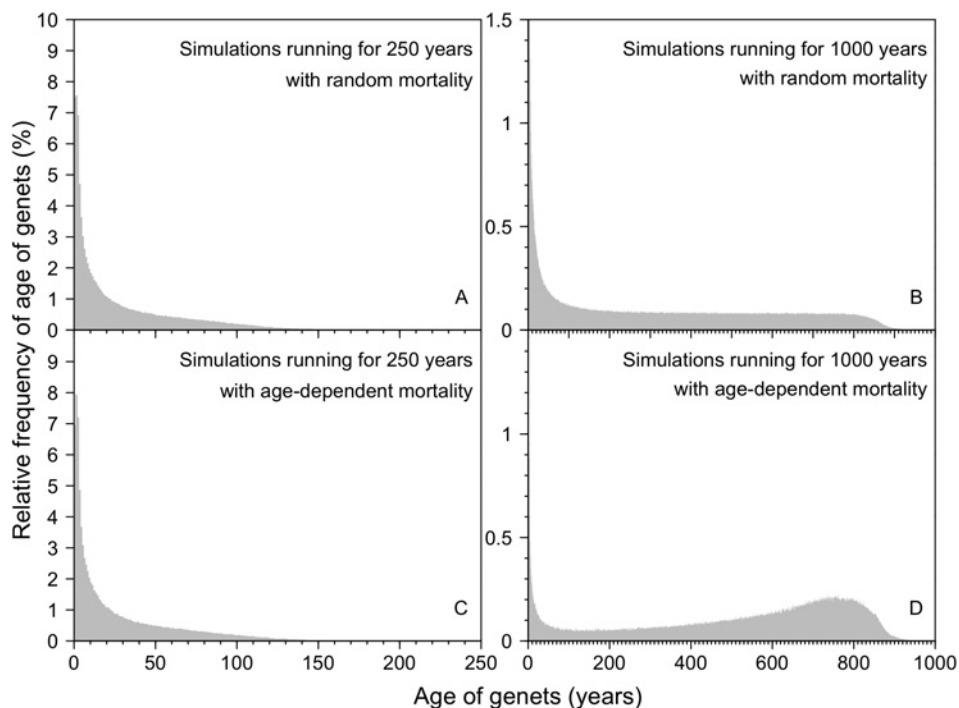 Relative frequency of age of genets (%)
10
9
8
7
6
5
4
3
2
1
0
Simulations running for 250 years
with random mortality
A
1.5
1
0.5
0
Simulations running for 1000 years
with random mortality
B
9
8
7
6
5
4
3
2
1
0
Simulations running for 250 years
with age-dependent mortality
C
0 50 100 150 200 250
1
0.5
0
Simulations running for 1000 years
with age-dependent mortality
D
0 200 400 600 800 1000
Age of genets (years)